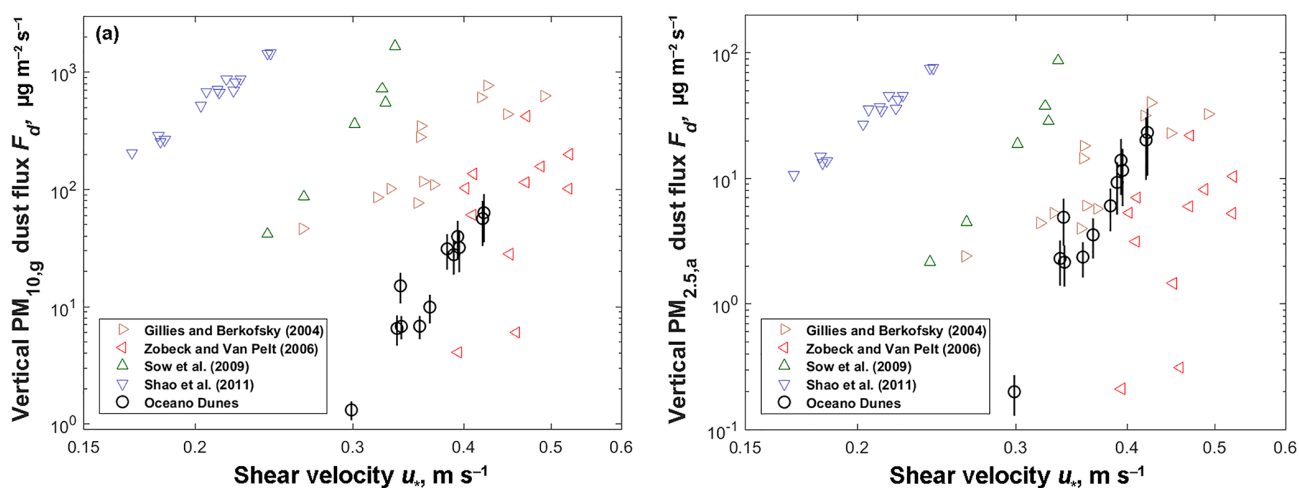 (a)
Vertical PM10,g dust flux Fd, µg m−2 s−1
10^3
10^2
10^1
10^0
Gillies and Berkofsky (2004)
Zobeck and Van Pelt (2006)
Sow et al. (2009)
Shao et al. (2011)
Oceano Dunes
0.15
0.2
0.3
0.4
0.5
0.6
Shear velocity u*, m s−1
Vertical PM2.5,a dust flux Fd, µg m−2 s−1
10^2
10^1
10^0
10^-1
Gillies and Berkofsky (2004)
Zobeck and Van Pelt (2006)
Sow et al. (2009)
Shao et al. (2011)
Oceano Dunes
0.15
0.2
0.3
0.4
0.5
0.6
Shear velocity u*, m s−1